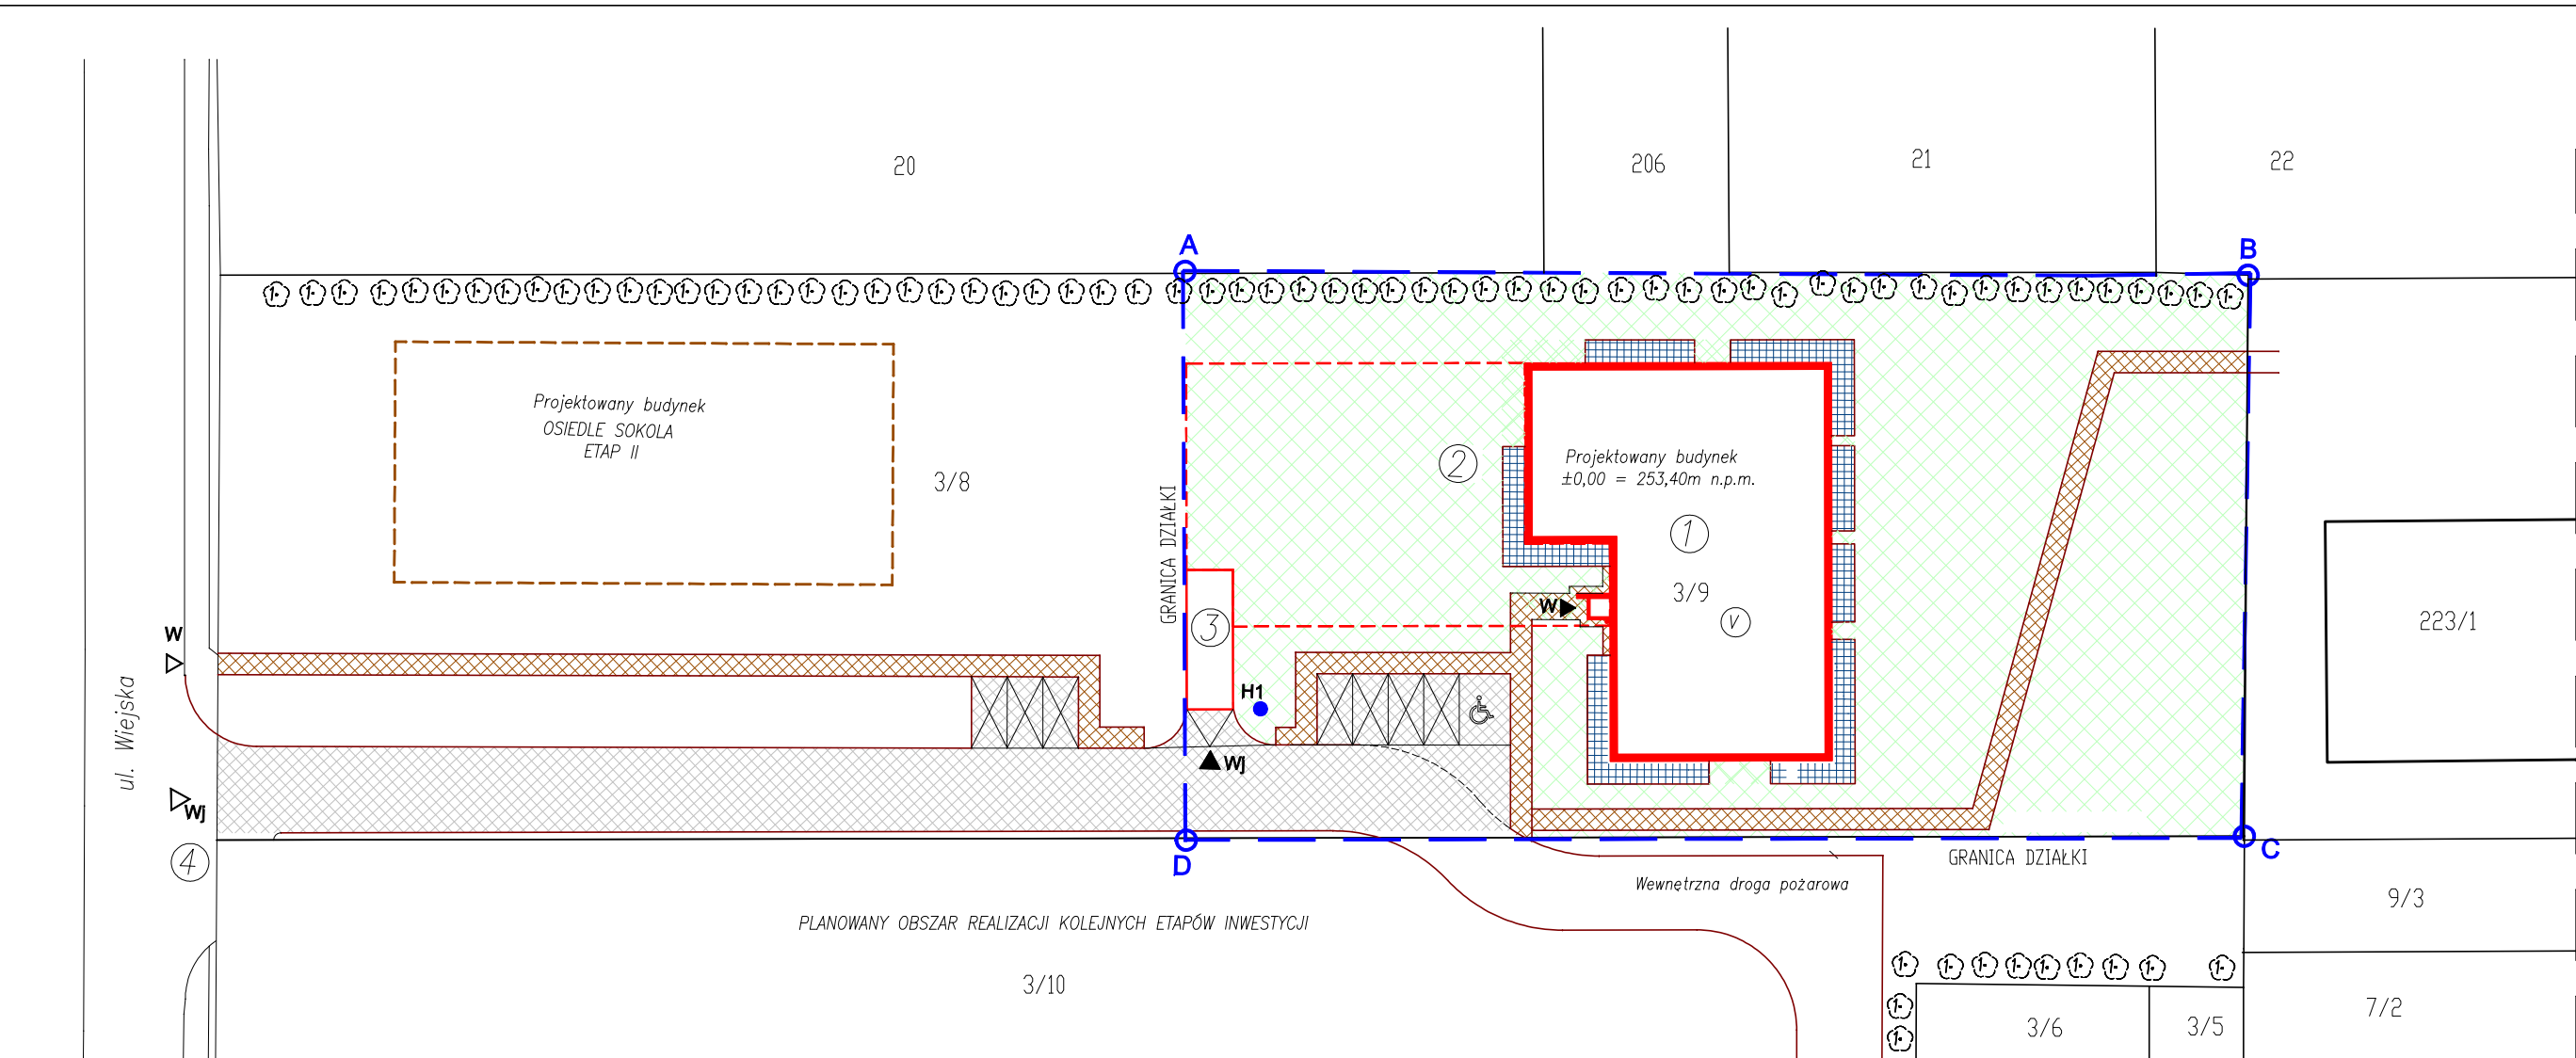 20
206
21
22
A
B
Projektowany budynek
OSIEDLE SOKOLA
ETAP II
3/8
GRANICA DZIAŁKI
2
Projektowany budynek
±0,00 = 253,40m n.p.m.
1
3/9
V
W
3
H1
Wj
223/1
W
ul. Wiejska
Wj
4
D
C
GRANICA DZIAŁKI
Wewnętrzna droga pożarowa
PLANOWANY OBSZAR REALIZACJI KOLEJNYCH ETAPÓW INWESTYCJI
3/10
9/3
7/2
3/6
3/5